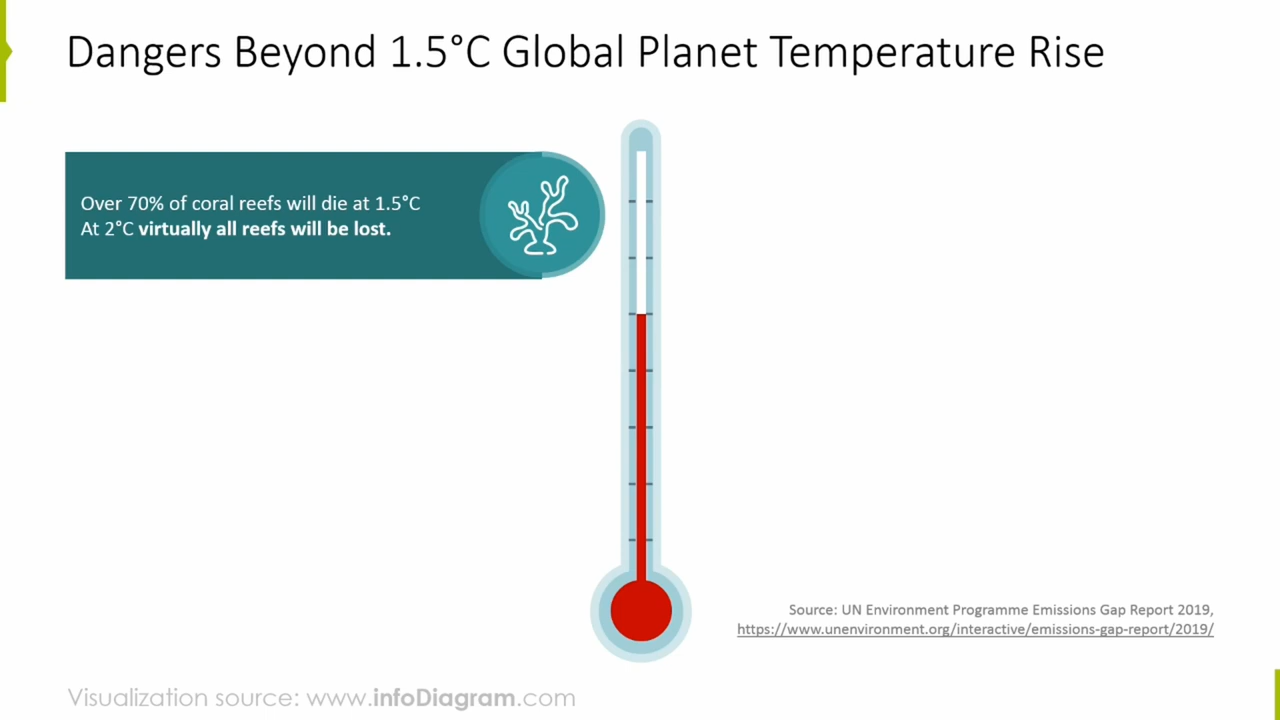 Dangers Beyond 1.5°C Global Planet Temperature Rise
Over 70% of coral reefs will die at 1.5°C
At 2°C virtually all reefs will be lost.
Source: UN Environment Programme Emissions Gap Report 2019,
https://www.unenvironment.org/interactive/emissions-gap-report/2019/
Visualization source: www.infoDiagram.com